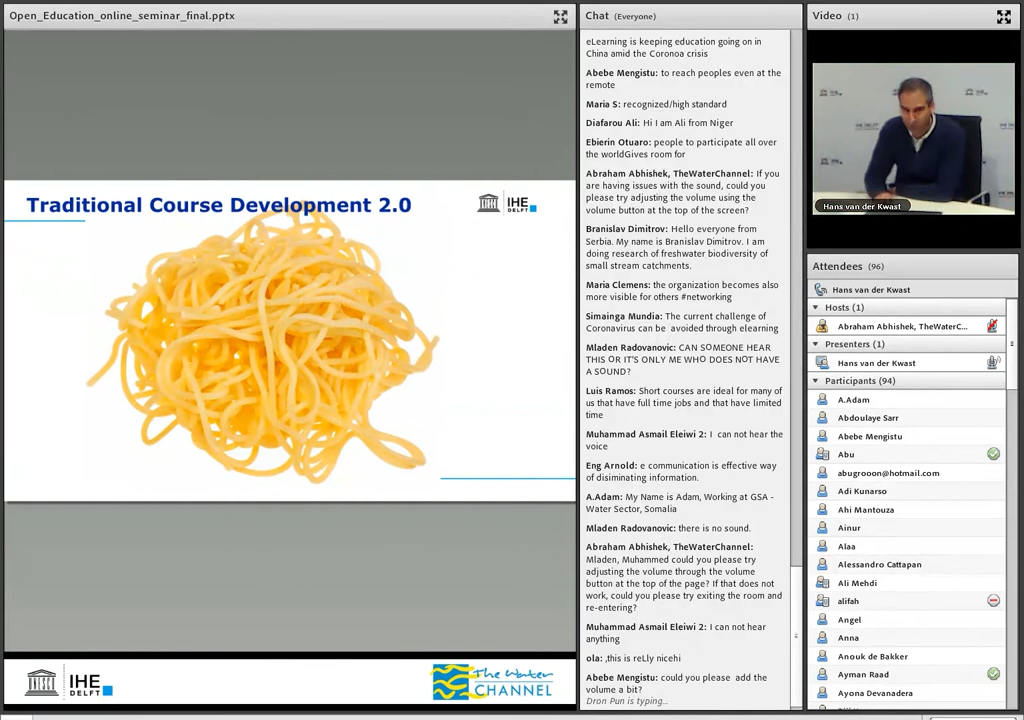 Open_Education_online_seminar_final.pptx
Traditional Course Development 2.0
IHE
DELFT
UNESCO
IHE
DELFT
The Water
CHANNEL
Chat (Everyone)
eLearning is keeping education going on in
China amid the Coronoa crisis
Abebe Mengistu: to reach peoples even at the
remote
Maria S: recognized/high standard
Diafarou Ali: Hi I am Ali from Niger
Ebierin Otuaro: people to participate all over
the worldGives room for
Abraham Abhishek, TheWaterChannel: If you
are having issues with the sound, could you
please try adjusting the volume using the
volume button at the top of the screen?
Branislav Dimitrov: Hello everyone from
Serbia. My name is Branislav Dimitrov. I am
doing research of freshwater biodiversity of
small stream catchments.
Maria Clemens: the organization becomes also
more visible for others #networking
Simainga Mundia: The current challenge of
Coronavirus can be avoided through elearning
Mladen Radovanovic: CAN SOMEONE HEAR
THIS OR IT'S ONLY ME WHO DOES NOT HAVE
A SOUND?
Luis Ramos: Short courses are ideal for many of
us that have full time jobs and that have limited
time
Muhammad Asmail Eleiwi 2: I can not hear the
voice
Eng Arnold: e communication is effective way
of disiminating information.
A.Adam: My Name is Adam, Working at GSA -
Water Sector, Somalia
Mladen Radovanovic: there is no sound.
Abraham Abhishek, TheWaterChannel:
Mladen, Muhammed could you please try
adjusting the volume through the volume
button at the top of the page? If that does not
work, could you please try exiting the room and
re-entering?
Muhammad Asmail Eleiwi 2: I can not hear
anything
ola: ,this is reLly nicehi
Abebe Mengistu: could you please add the
volume a bit?
Dron Pun is typing...
Video (1)
Hans van der Kwast
Attendees (96)
Hans van der Kwast
Hosts (1)
Abraham Abhishek, TheWaterC...
Presenters (1)
Hans van der Kwast
Participants (94)
A.Adam
Abdoulaye Sarr
Abebe Mengistu
Abu
abugrooon@hotmail.com
Adi Kunarso
Ahi Mantouza
Ainur
Alaa
Alessandro Cattapan
Ali Mehdi
alifah
Angel
Anna
Anouk de Bakker
Ayman Raad
Ayona Devanadera